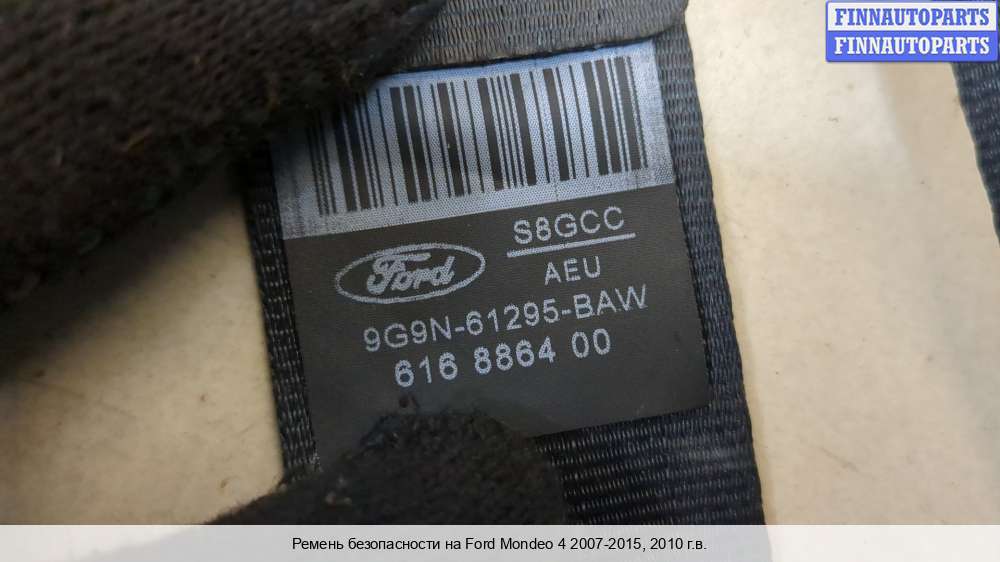 FINNAUTOPARTS
FINNAUTOPARTS
S8GCC
Ford
AEU
9G9N-61295-BAW
616 8864 00
Ремень безопасности на Ford Mondeo 4 2007-2015, 2010 г.в.